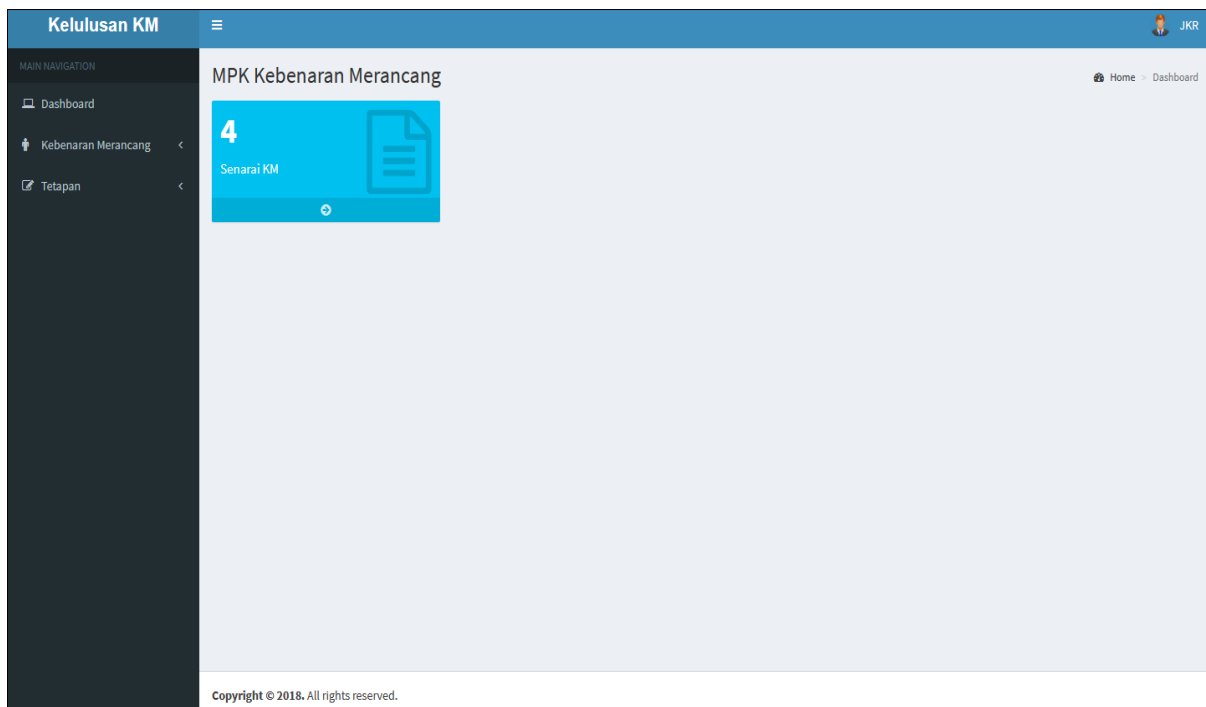 Kelulusan KM
JKR
MAIN NAVIGATION
Dashboard
Kebenaran Merancang
Tetapan
MPK Kebenaran Merancang
Home > Dashboard
4
Senarai KM
Copyright © 2018. All rights reserved.